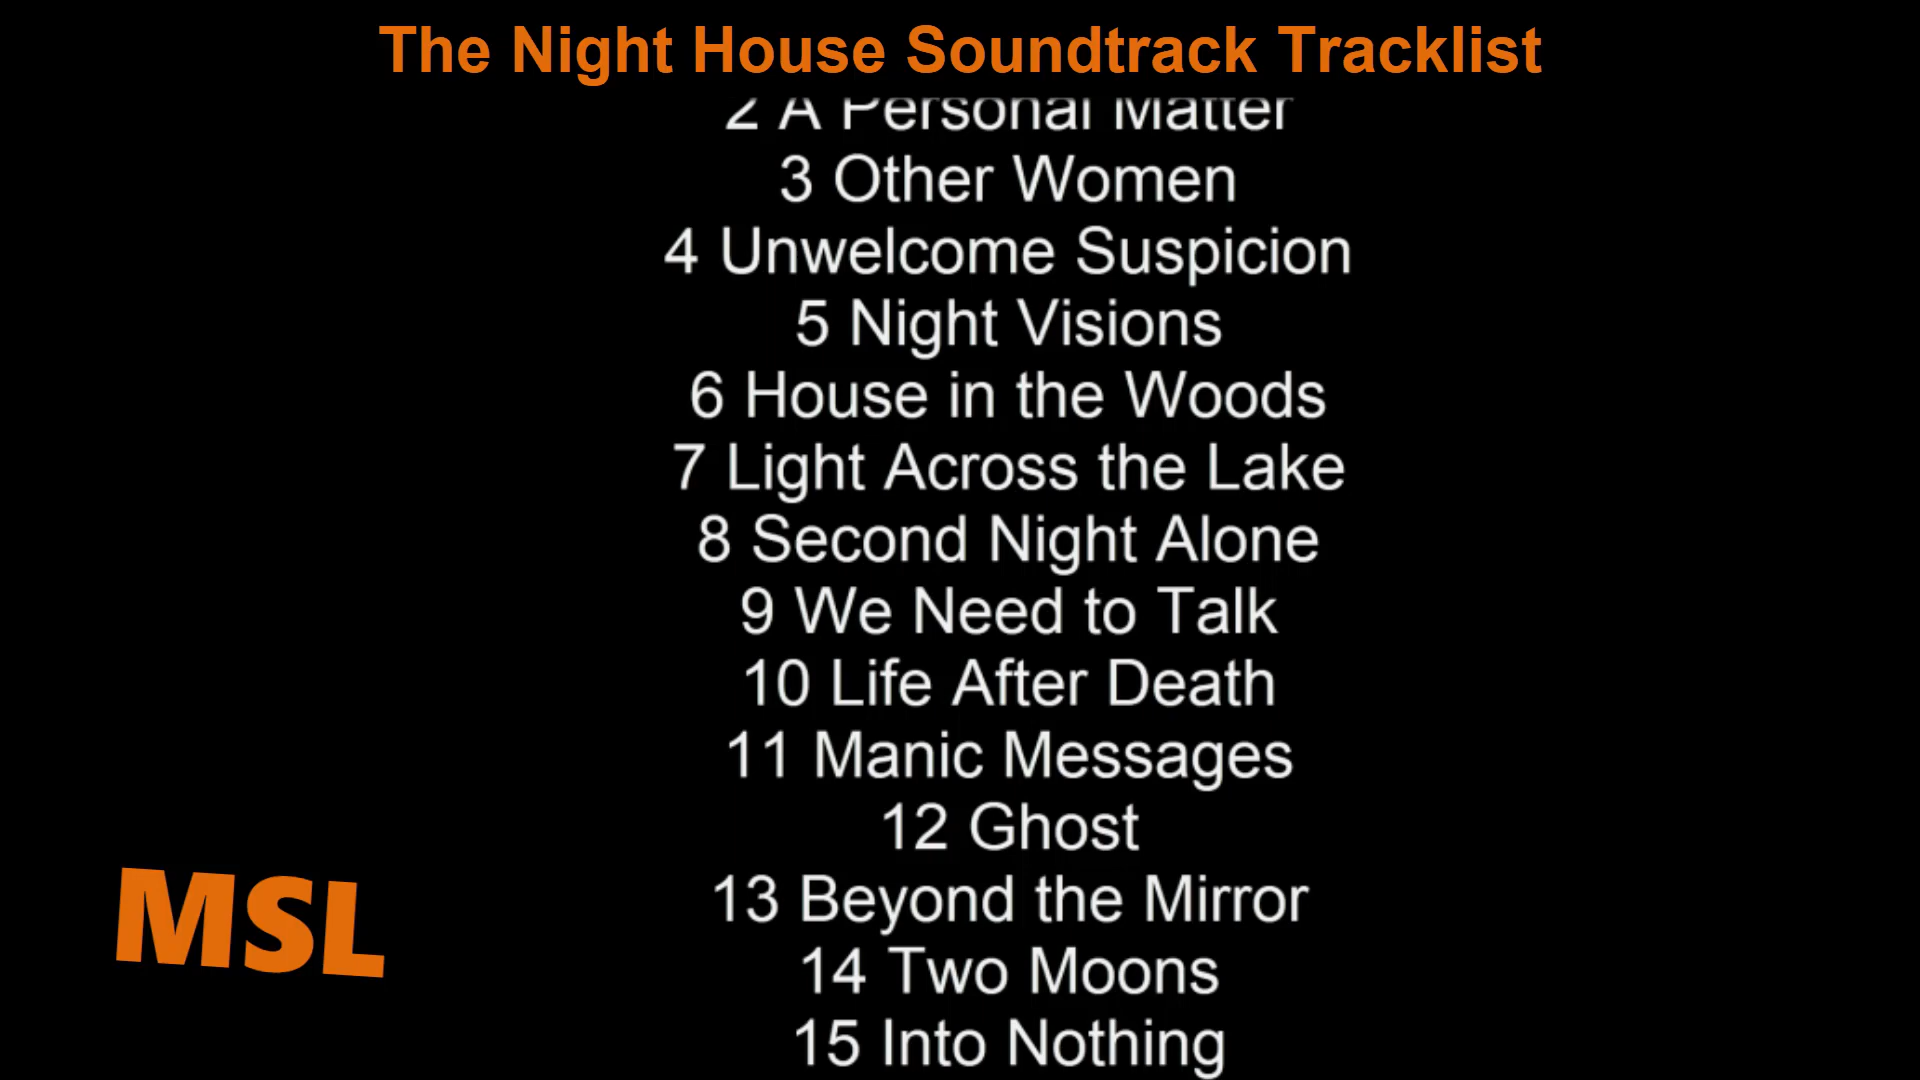 The Night House Soundtrack Tracklist
2 A Personal Matter
3 Other Women
4 Unwelcome Suspicion
5 Night Visions
6 House in the Woods
7 Light Across the Lake
8 Second Night Alone
9 We Need to Talk
10 Life After Death
11 Manic Messages
12 Ghost
13 Beyond the Mirror
14 Two Moons
15 Into Nothing
MSL